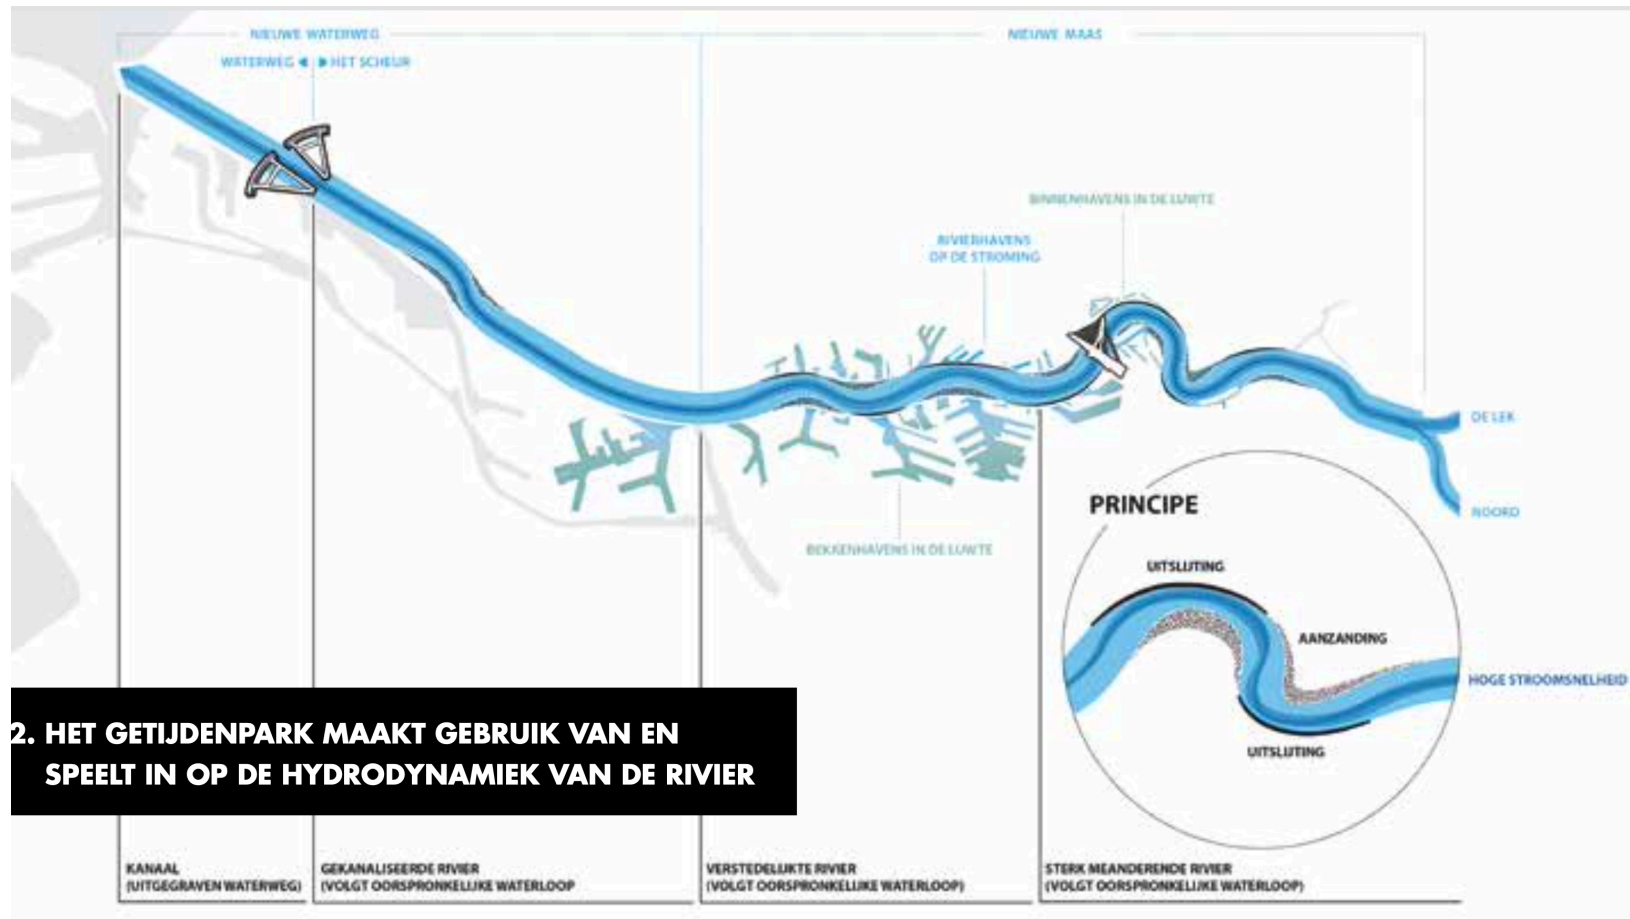 NIEUWE WATERWEG
NIEUWE MAAS
WATERWEG
HET SCHEUR
BINNENHAVENS IN DE LUWTE
RIVIERHAVENS
OP DE STROMING
DE LEK
NOORD
BEKKENHAVENS IN DE LUWTE
PRINCIPE
UITSLIJTING
AANZANDING
HOGE STROOMSNELHEID
UITSLIJTING
2. HET GETIJDENPARK MAAKT GEBRUIK VAN EN
SPEELT IN OP DE HYDRODYNAMIEK VAN DE RIVIER
KANAAL
(UITGEGRAVEN WATERWEG)
GEKANALISEERDE RIVIER
(VOLGT OORSPRONKELIJKE WATERLOOP
VERSTEDELIJKTE RIVIER
(VOLGT OORSPRONKELIJKE WATERLOOP)
STERK MEANDERENDE RIVIER
(VOLGT OORSPRONKELIJKE WATERLOOP)